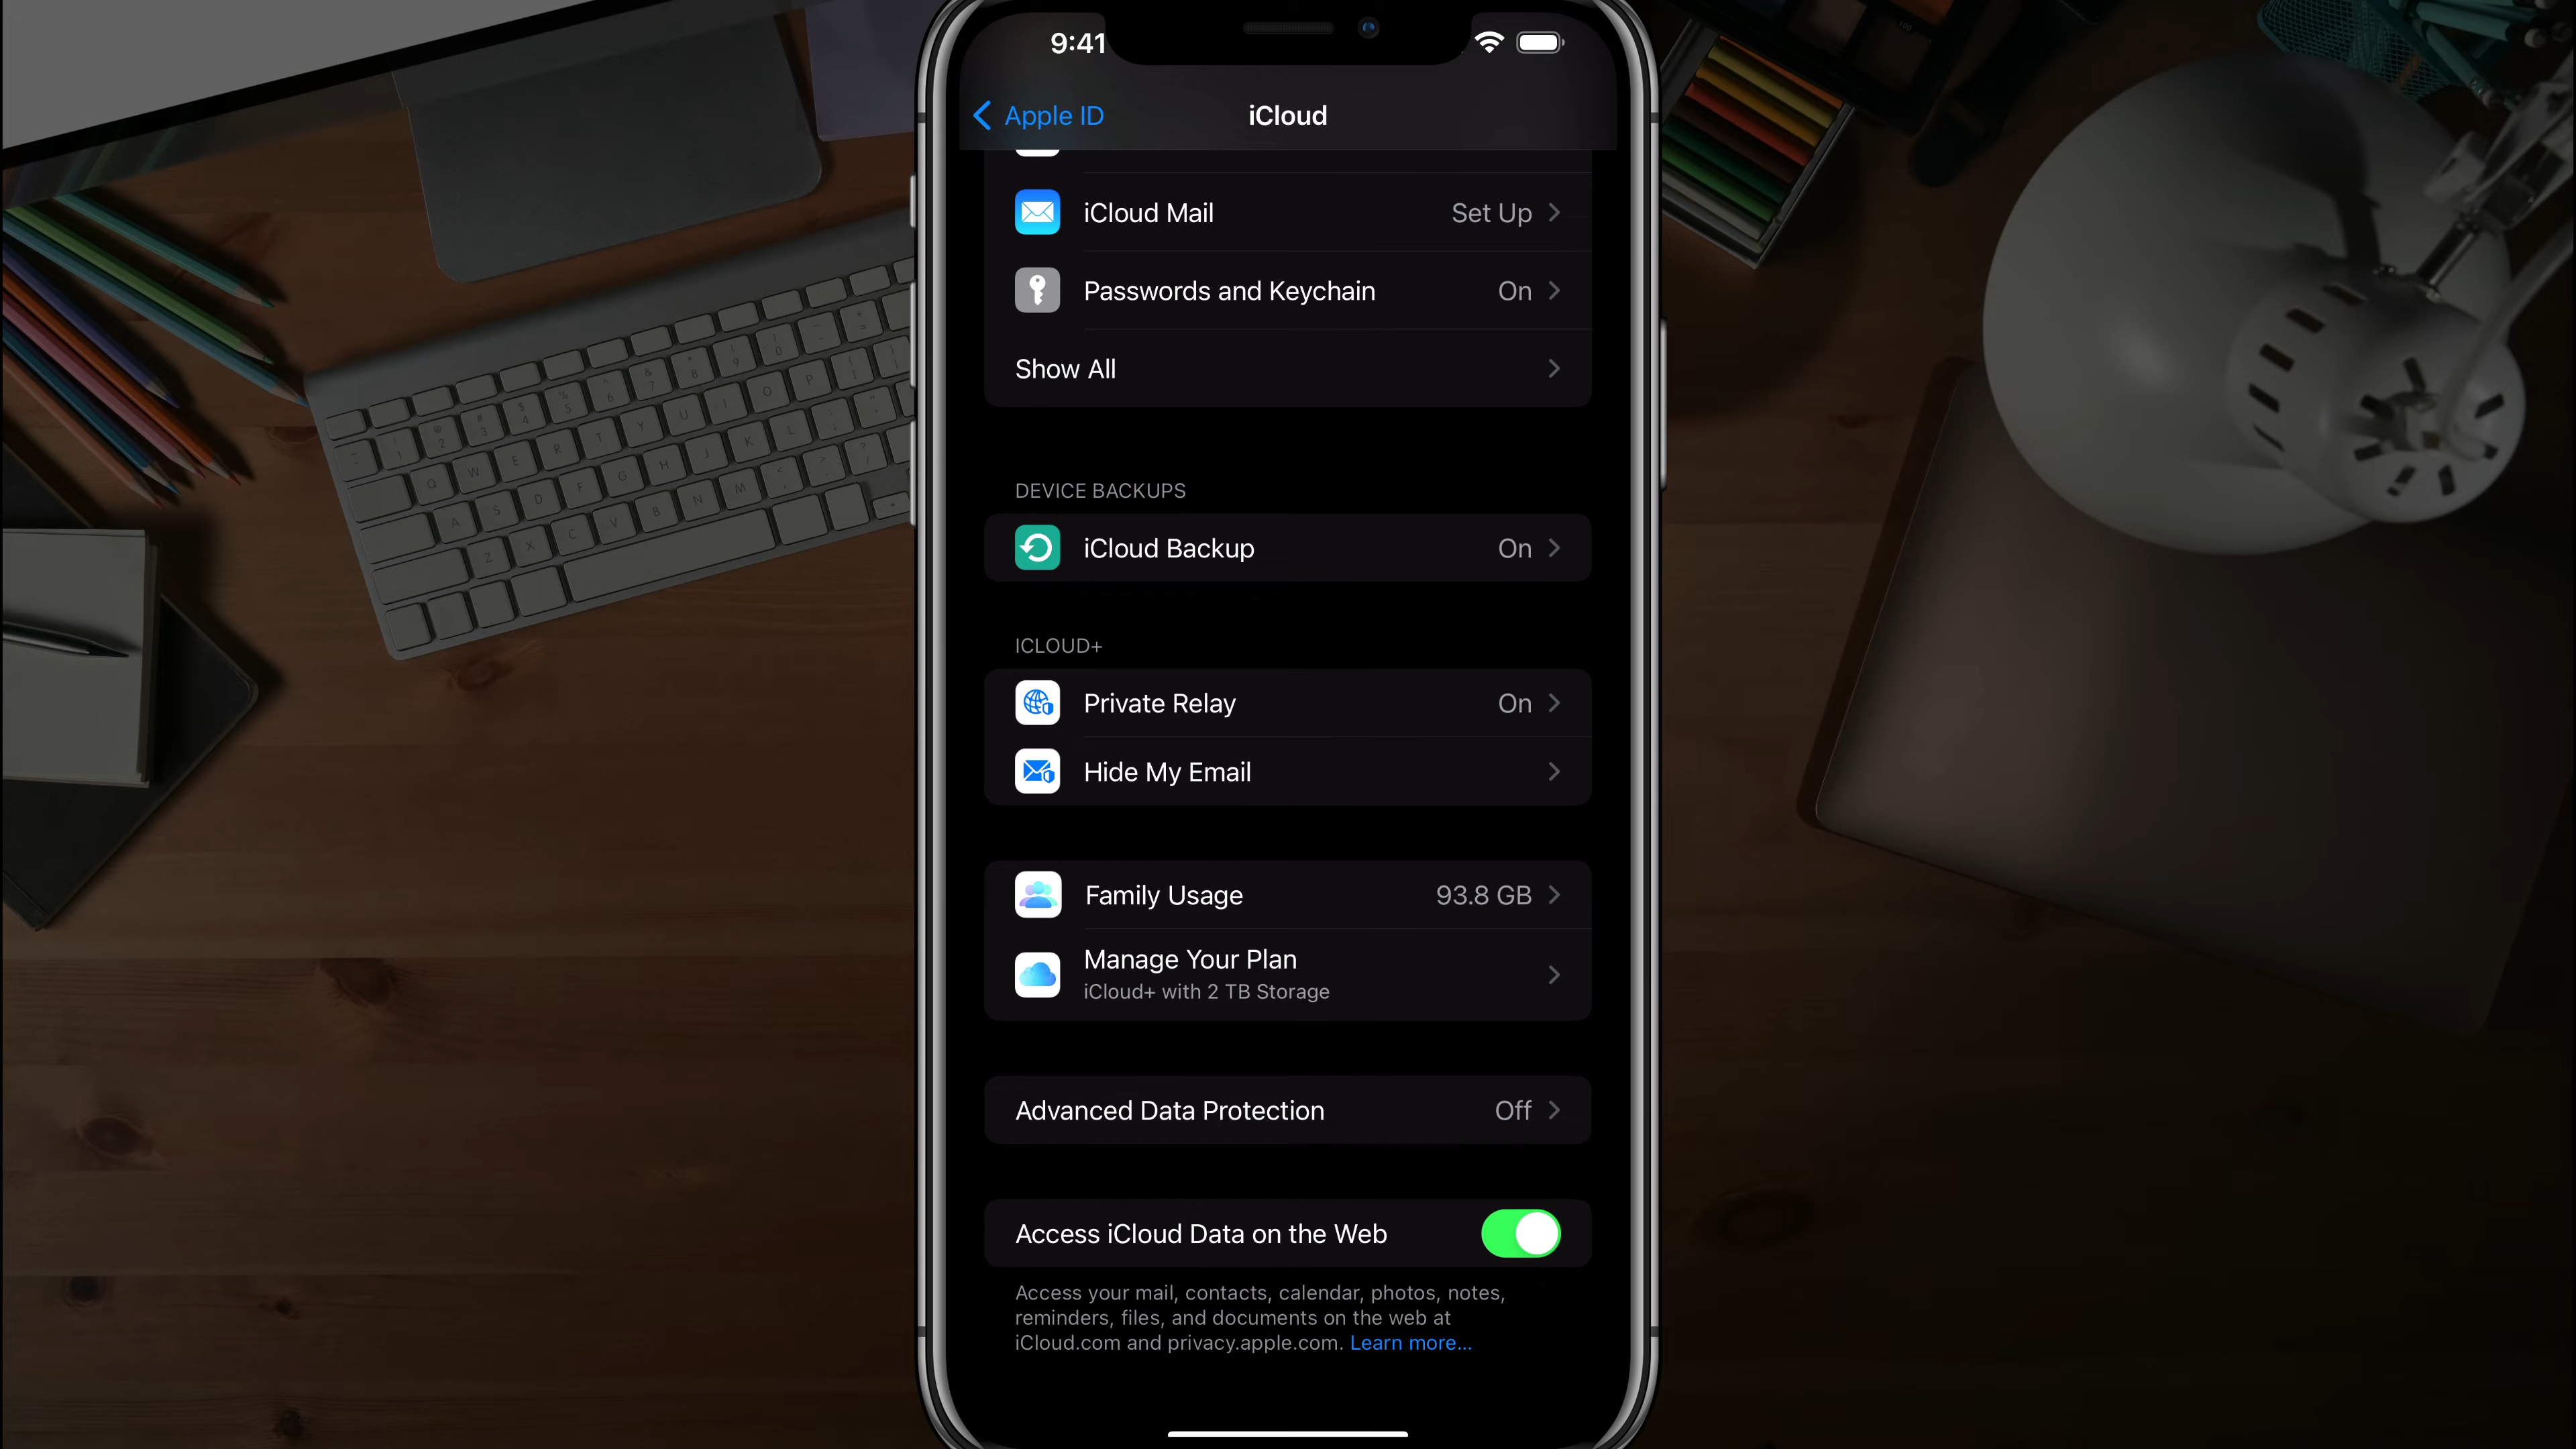 9:41
Apple ID
iCloud
iCloud Mail
Set Up
Passwords and Keychain
On
Show All
DEVICE BACKUPS
iCloud Backup
On
ICLOUD+
Private Relay
On
Hide My Email
Family Usage
93.8 GB
Manage Your Plan
iCloud+ with 2 TB Storage
Advanced Data Protection
Off
Access iCloud Data on the Web
Access your mail, contacts, calendar, photos, notes,
reminders, files, and documents on the web at
iCloud.com and privacy.apple.com. Learn more...